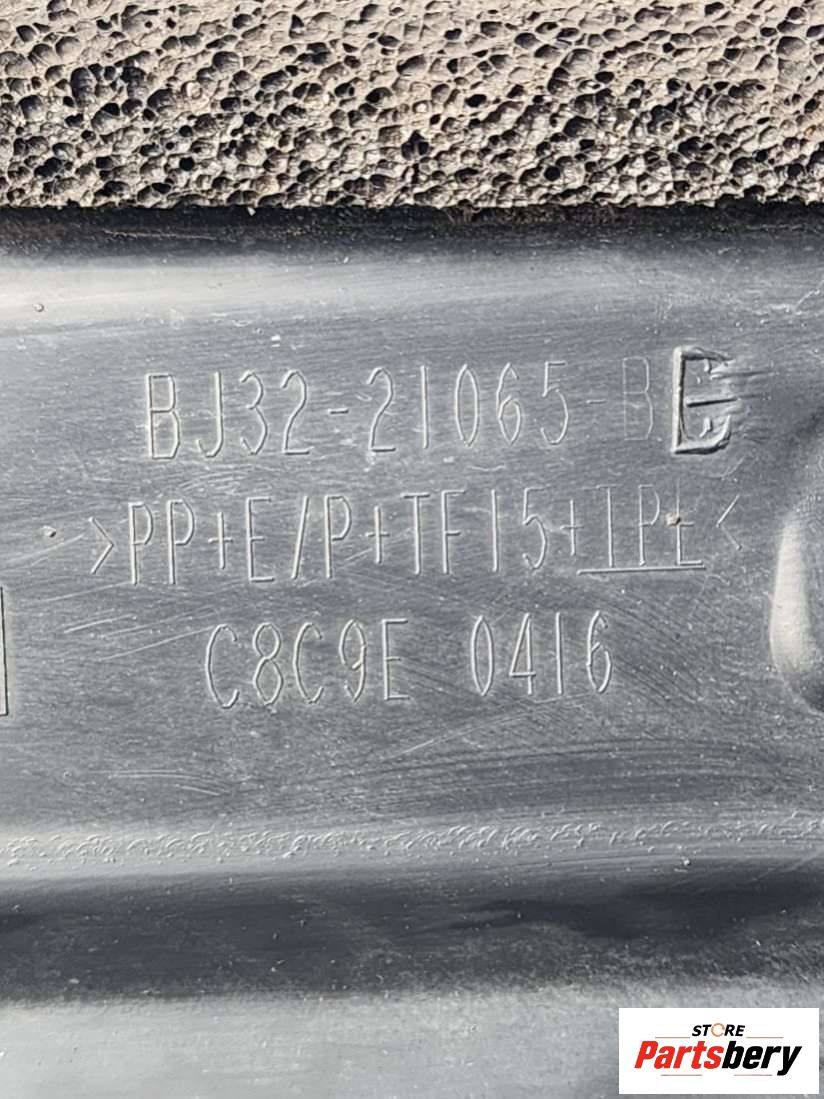 BJ32-21065-BE
>PP+E/P+TF15+TPE<
C8C9E 0416
STORE
Partsbery